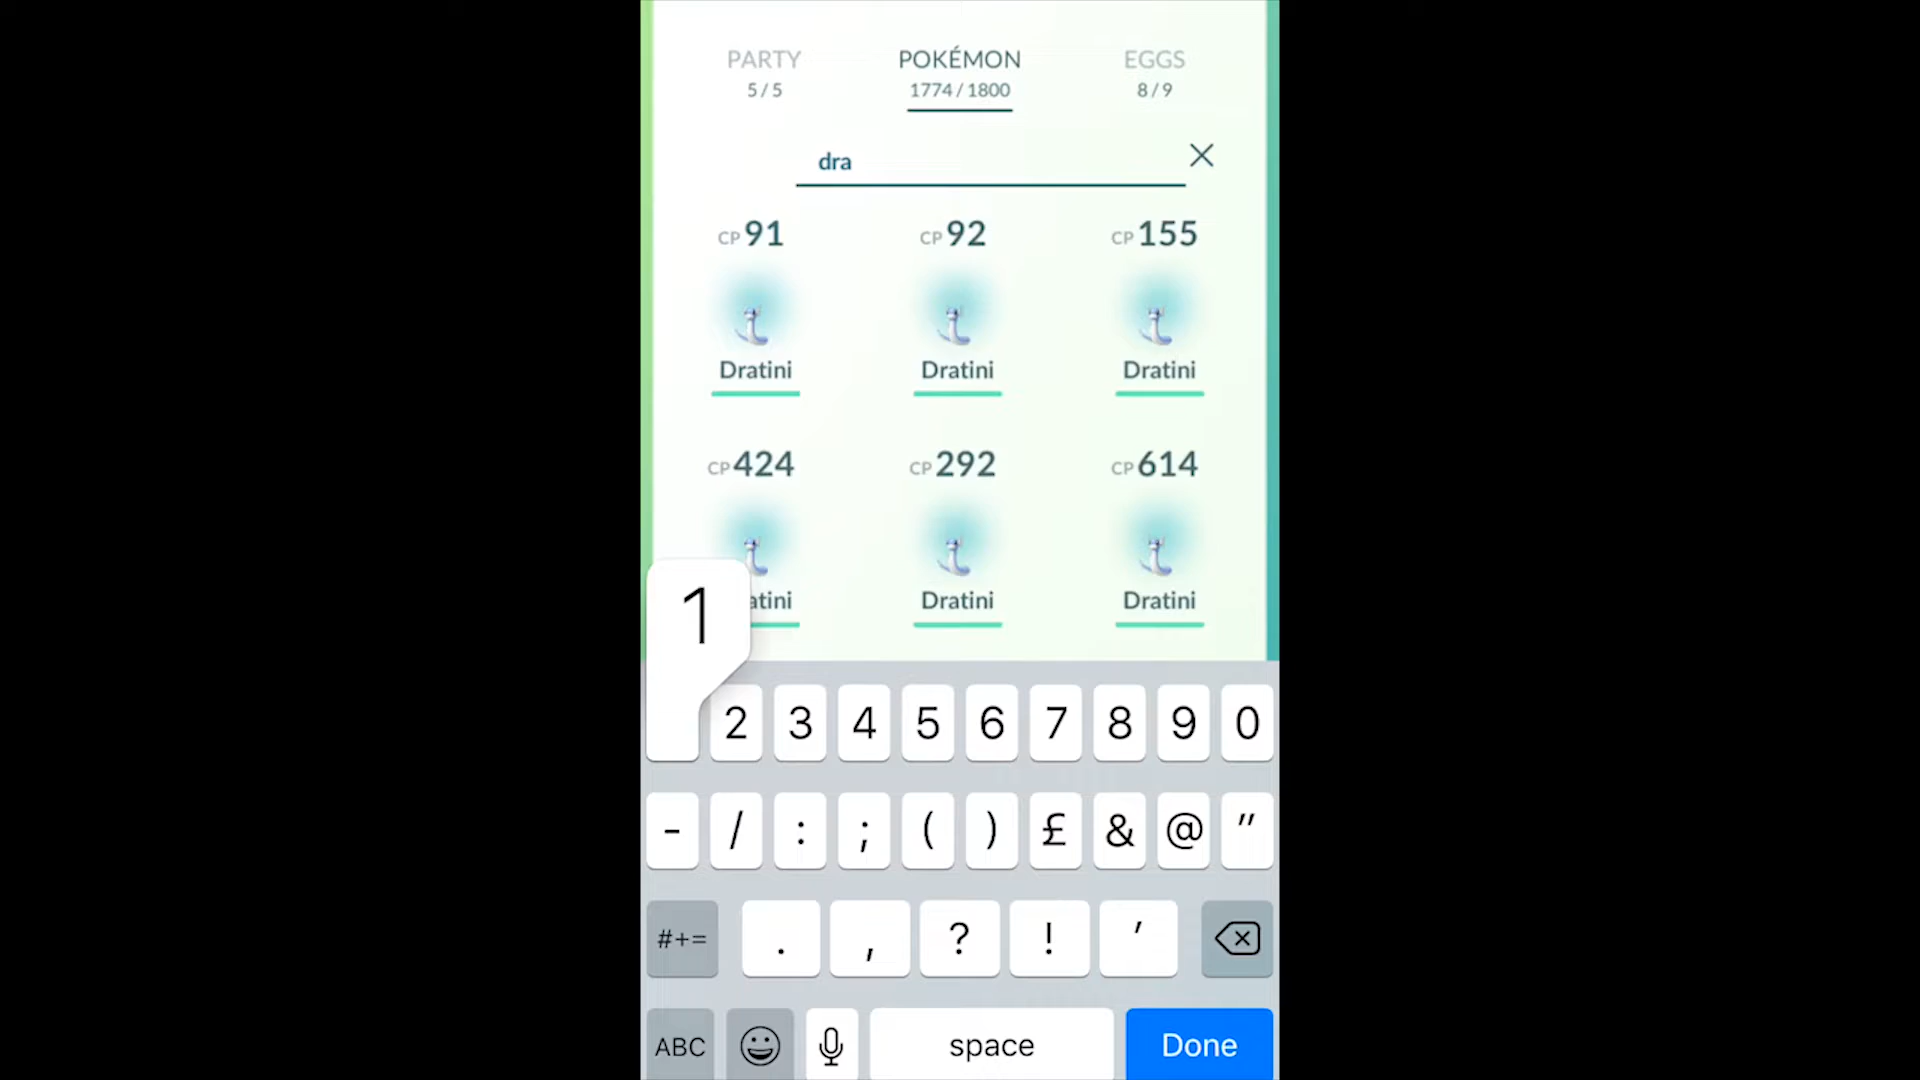 PARTY POKÉMON EGGS
5 / 5 1774 / 1800 8 / 9
dra
CP 91 CP 92 CP 155
Dratini Dratini Dratini
CP 424 CP 292 CP 614
atini Dratini Dratini
1
2 3 4 5 6 7 8 9 0
- / : ; ( ) £ & @ "
#+= . , ? ! '
ABC space Done